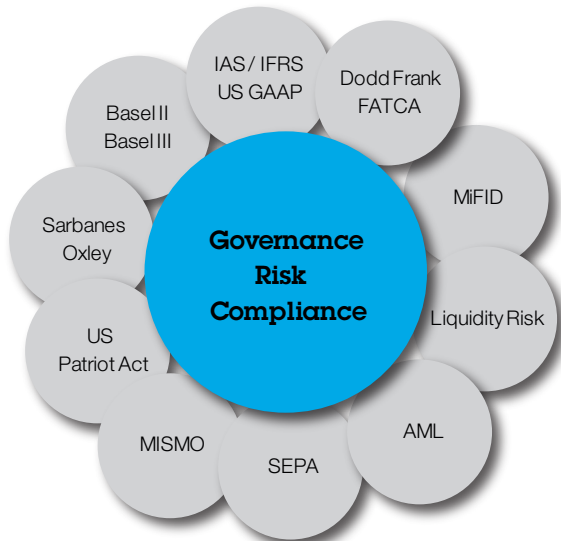 IAS / IFRS
US GAAP
Dodd Frank
FATCA
Basel II
Basel III
MiFID
Sarbanes
Oxley
Governance
Risk
Compliance
Liquidity Risk
US
Patriot Act
AML
MISMO
SEPA